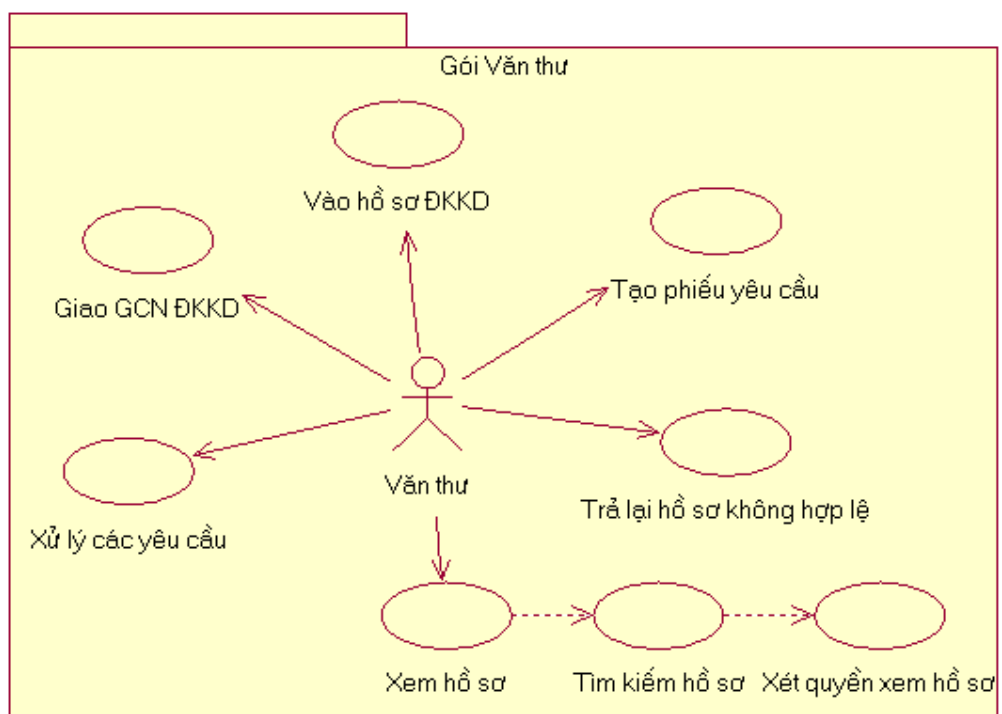 Gói Văn thư
Vào hồ sơ ĐKKD
Tạo phiếu yêu cầu
Giao GCN ĐKKD
Văn thư
Trả lại hồ sơ không hợp lệ
Xử lý các yêu cầu
Xem hồ sơ
Tìm kiếm hồ sơ
Xét quyền xem hồ sơ